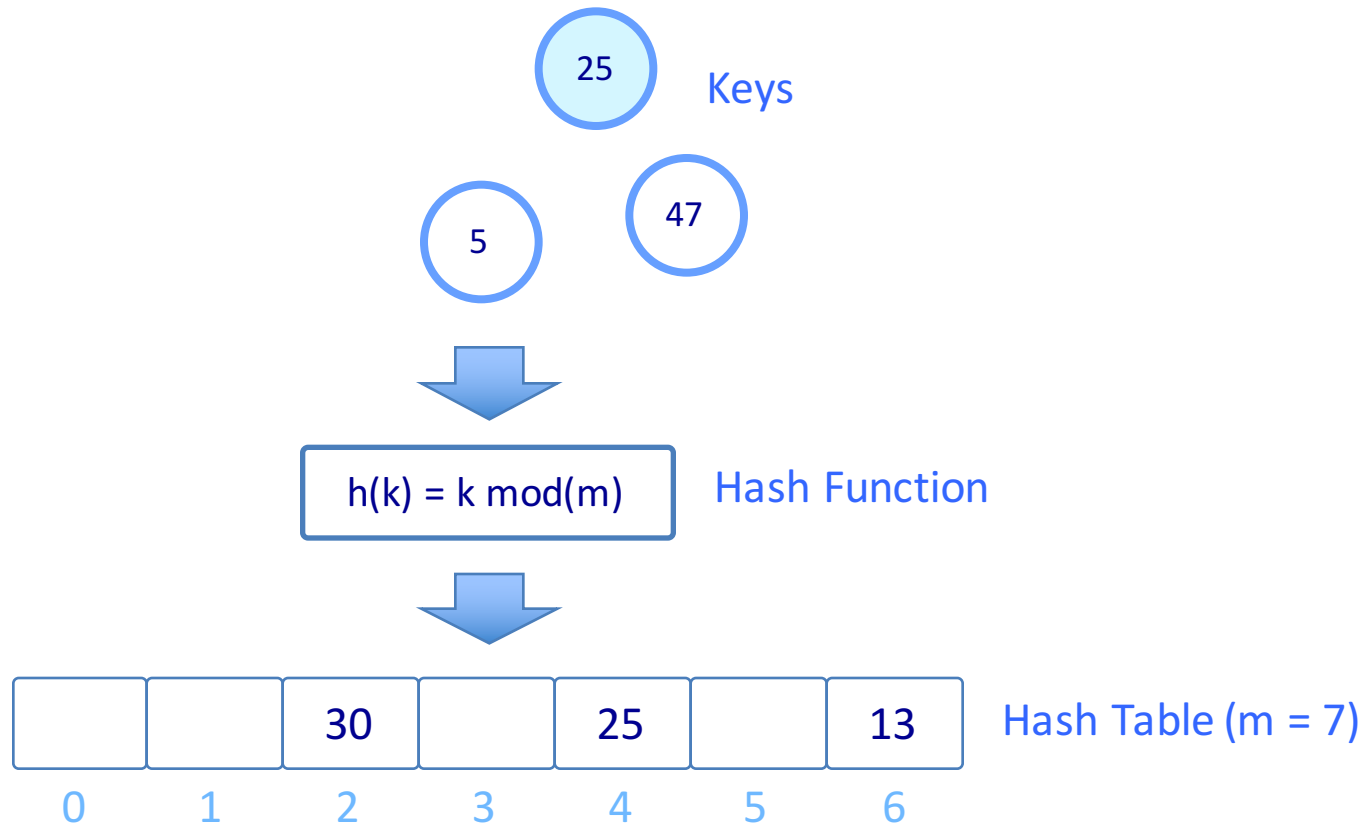 25
Keys
47
5
h(k) = k mod(m)
Hash Function
30 25 13
Hash Table (m = 7)
0 1 2 3 4 5 6